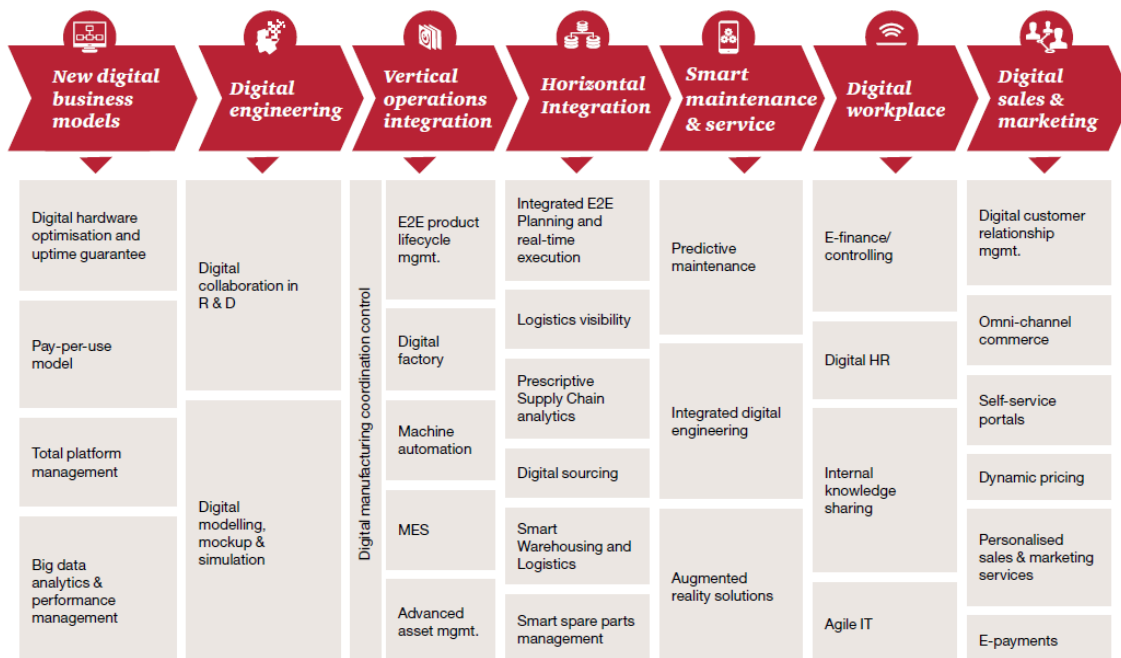 New digital
business
models
Digital
engineering
Vertical
operations
integration
Horizontal
Integration
Smart
maintenance
& service
Digital
workplace
Digital
sales &
marketing
Digital hardware
optimisation and
uptime guarantee
Pay-per-use
model
Total platform
management
Big data
analytics &
performance
management
Digital
collaboration in
R & D
Digital
modelling,
mockup &
simulation
Digital manufacturing coordination control
E2E product
lifecycle
mgmt.
Digital
factory
Machine
automation
MES
Advanced
asset mgmt.
Integrated E2E
Planning and
real-time
execution
Logistics visibility
Prescriptive
Supply Chain
analytics
Digital sourcing
Smart
Warehousing and
Logistics
Smart spare parts
management
Predictive
maintenance
Integrated digital
engineering
Augmented
reality solutions
E-finance/
controlling
Digital HR
Internal
knowledge
sharing
Agile IT
Digital customer
relationship
mgmt.
Omni-channel
commerce
Self-service
portals
Dynamic pricing
Personalised
sales & marketing
services
E-payments